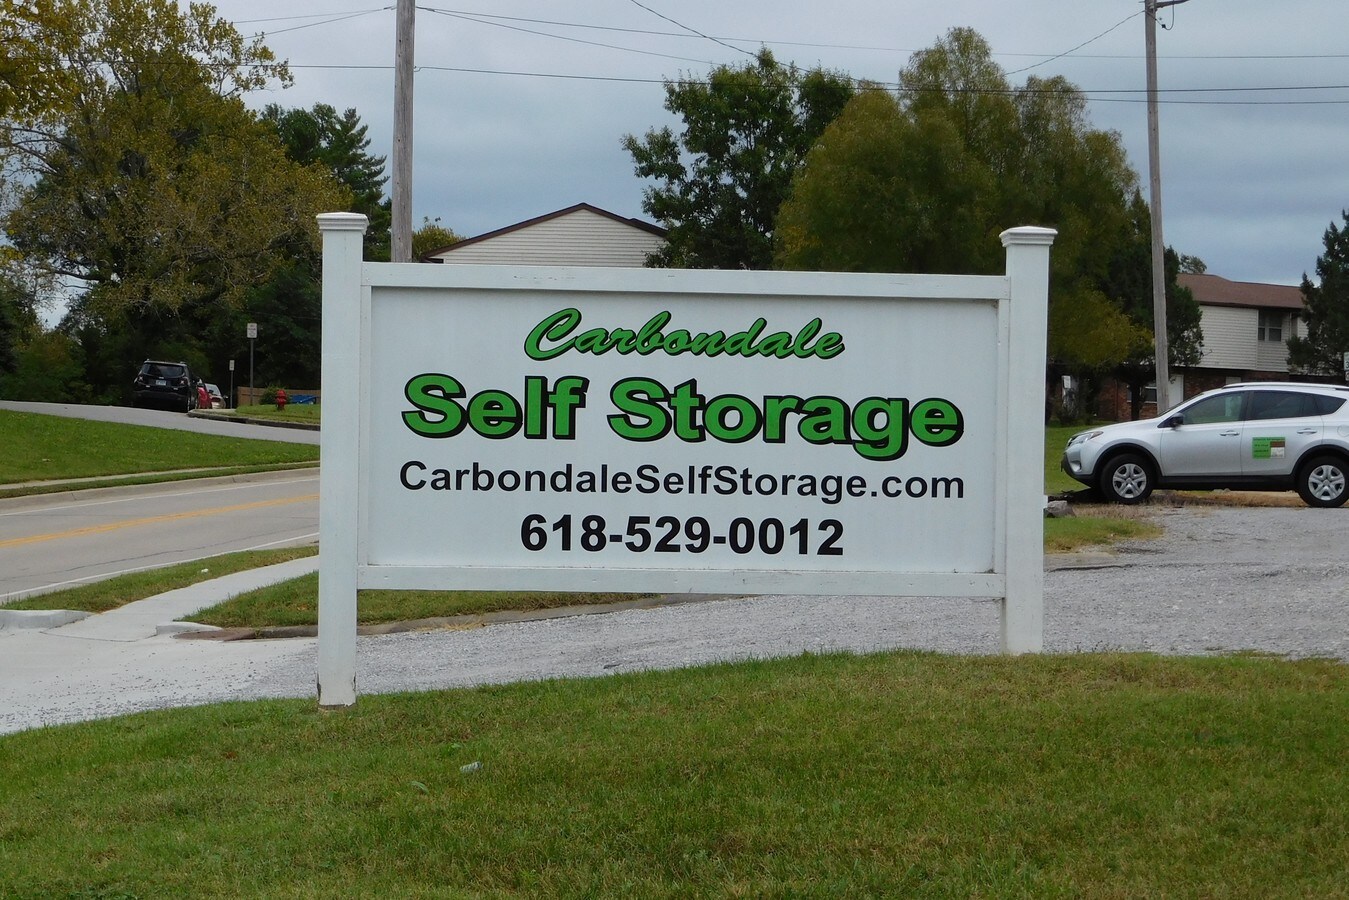 Carbondale
Self Storage
CarbondaleSelfStorage.com
618-529-0012